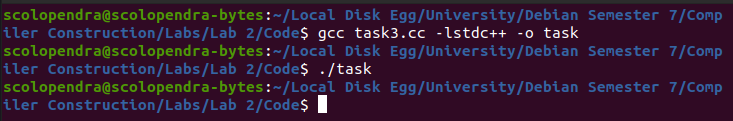 scolopendra@scolopendra-bytes:~/Local Disk Egg/University/Debian Semester 7/Comp
iler Construction/Labs/Lab 2/Code$ gcc task3.cc -lstdc++ -o task
scolopendra@scolopendra-bytes:~/Local Disk Egg/University/Debian Semester 7/Comp
iler Construction/Labs/Lab 2/Code$ ./task
scolopendra@scolopendra-bytes:~/Local Disk Egg/University/Debian Semester 7/Comp
iler Construction/Labs/Lab 2/Code$